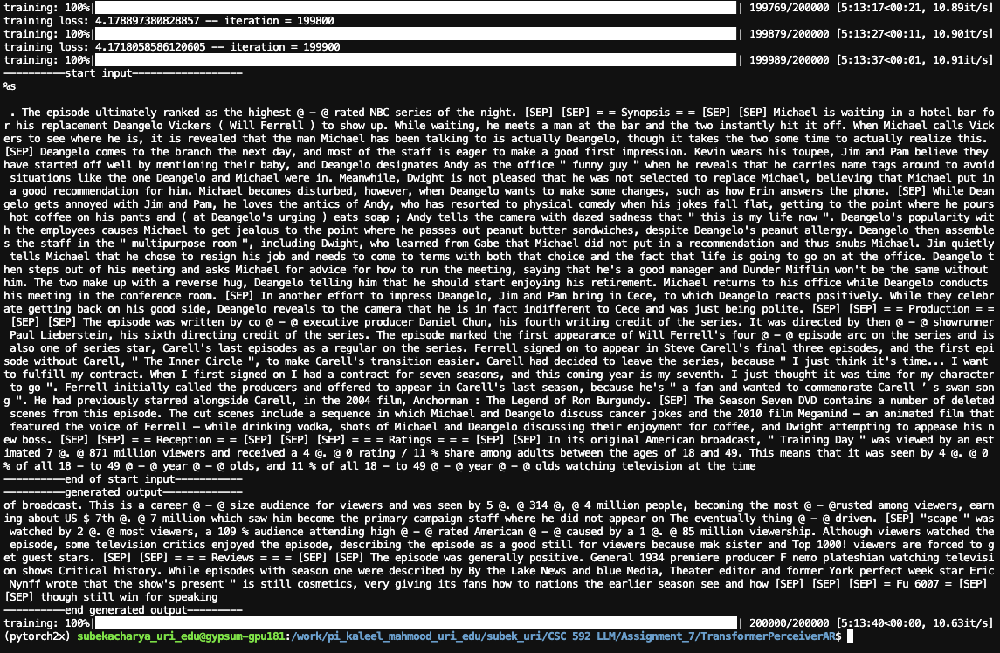 training: 100%| | 199769/200000 [5:13:17<00:21, 10.89it/s]
training loss: 4.178897380828857 —— iteration = 199800
training: 100%| | 199879/200000 [5:13:27<00:11, 10.90it/s]
training loss: 4.1718058586120605 —— iteration = 199900
training: 100%| | 199989/200000 [5:13:37<00:01, 10.91it/s]
——————————start input——————————————————
%s
. The episode ultimately ranked as the highest @ – @ rated NBC series of the night. [SEP] [SEP] = = Synopsis = = [SEP] [SEP] Michael is waiting in a hotel bar fo
r his replacement Deangelo Vickers ( Will Ferrell ) to show up. While waiting, he meets a man at the bar and the two instantly hit it off. When Michael calls Vick
ers to see where he is, it is revealed that the man Michael has been talking to is actually Deangelo, though it takes the two some time to actually realize this.
[SEP] Deangelo comes to the branch the next day, and most of the staff is eager to make a good first impression. Kevin wears his toupee, Jim and Pam believe they
have started off well by mentioning their baby, and Deangelo designates Andy as the office " funny guy " when he reveals that he carries name tags around to avoid
situations like the one Deangelo and Michael were in. Meanwhile, Dwight is not pleased that he was not selected to replace Michael, believing that Michael put in
a good recommendation for him. Michael becomes disturbed, however, when Deangelo wants to make some changes, such as how Erin answers the phone. [SEP] While Dean
gelo gets annoyed with Jim and Pam, he loves the antics of Andy, who has resorted to physical comedy when his jokes fall flat, getting to the point where he pours
hot coffee on his pants and ( at Deangelo's urging ) eats soap ; Andy tells the camera with dazed sadness that " this is my life now ". Deangelo's popularity wit
h the employees causes Michael to get jealous to the point where he passes out peanut butter sandwiches, despite Deangelo's peanut allergy. Deangelo then assemble
s the staff in the " multipurpose room ", including Dwight, who learned from Gabe that Michael did not put in a recommendation and thus snubs Michael. Jim quietly
tells Michael that he chose to resign his job and needs to come to terms with both that choice and the fact that life is going to go on at the office. Deangelo t
hen steps out of his meeting and asks Michael for advice for how to run the meeting, saying that he's a good manager and Dunder Mifflin won't be the same without
him. The two make up with a reverse hug, Deangelo telling him that he should start enjoying his retirement. Michael returns to his office while Deangelo conducts
his meeting in the conference room. [SEP] In another effort to impress Deangelo, Jim and Pam bring in Cece, to which Deangelo reacts positively. While they celebr
ate getting back on his good side, Deangelo reveals to the camera that he is in fact indifferent to Cece and was just being polite. [SEP] [SEP] = = Production = =
[SEP] [SEP] The episode was written by co @ – @ executive producer Daniel Chun, his fourth writing credit of the series. It was directed by then @ – @ showrunner
Paul Lieberstein, his sixth directing credit of the series. The episode marked the first appearance of Will Ferrell's four @ – @ episode arc on the series and is
also one of series star, Carell's last episodes as a regular on the series. Ferrell signed on to appear in Steve Carell's final three episodes, and the first epi
sode without Carell, " The Inner Circle ", to make Carell's transition easier. Carell had decided to leave the series, because " I just think it's time... I want
to fulfill my contract. When I first signed on I had a contract for seven seasons, and this coming year is my seventh. I just thought it was time for my character
to go ". Ferrell initially called the producers and offered to appear in Carell's last season, because he's " a fan and wanted to commemorate Carell ’ s swan son
g ". He had previously starred alongside Carell, in the 2004 film, Anchorman : The Legend of Ron Burgundy. [SEP] The Season Seven DVD contains a number of deleted
scenes from this episode. The cut scenes include a sequence in which Michael and Deangelo discuss cancer jokes and the 2010 film Megamind — an animated film that
featured the voice of Ferrell — while drinking vodka, shots of Michael and Deangelo discussing their enjoyment for coffee, and Dwight attempting to appease his n
ew boss. [SEP] [SEP] = = Reception = = [SEP] [SEP] [SEP] = = = Ratings = = = [SEP] [SEP] In its original American broadcast, " Training Day " was viewed by an est
imated 7 @. @ 871 million viewers and received a 4 @. @ 0 rating / 11 % share among adults between the ages of 18 and 49. This means that it was seen by 4 @. @ 0
% of all 18 – to 49 @ – @ year @ – @ olds, and 11 % of all 18 – to 49 @ – @ year @ – @ olds watching television at the time
——————————end of start input———————————
——————————generated output———————————
of broadcast. This is a career @ – @ size audience for viewers and was seen by 5 @. @ 314 @, @ 4 million people, becoming the most @ – @rusted among viewers, earn
ing about US $ 7th @. @ 7 million which saw him become the primary campaign staff where he did not appear on The eventually thing @ – @ driven. [SEP] "scape " was
watched by 2 @. @ most viewers, a 109 % audience attending high @ – @ rated American @ – @ caused by a 1 @. @ 85 million viewership. Although viewers watched the
episode, some television critics enjoyed the episode, describing the episode as a good still for viewers because mak sister and Top 1000! viewers are forced to g
et guest stars. [SEP] [SEP] = = = Reviews = = = [SEP] [SEP] The episode was generally positive. General 1934 premiere producer F nemo plateshian watching televisi
on shows Critical history. While episodes with season one were described by By the Lake News and blue Media, Theater editor and former York perfect week star Eric
Nynff wrote that the show's present " is still cosmetics, very giving its fans how to nations the earlier season see and how [SEP] [SEP] [SEP] = Fu 6007 = [SEP]
[SEP] though still win for speaking
——————————end generated output—————————
training: 100%| | 200000/200000 [5:13:40<00:00, 10.63it/s]
(pytorch2x) subekacharya_uri_edu@gypsum-gpu181:/work/pi_kaleel_mahmood_uri_edu/subek_uri/CSC 592 LLM/Assignment_7/TransformerPerceiverAR$